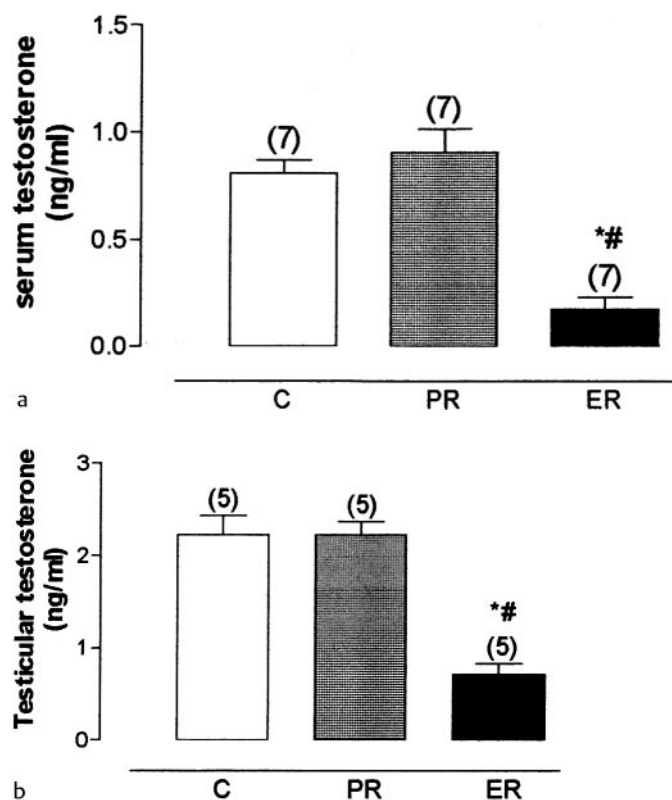 serum testosterone
(ng/ml)
1.5
1.0
0.5
0.0
(7)
(7)
*#
(7)
a
C PR ER
Testicular testosterone
(ng/ml)
3
2
1
0
(5)
(5)
*#
(5)
b
C PR ER